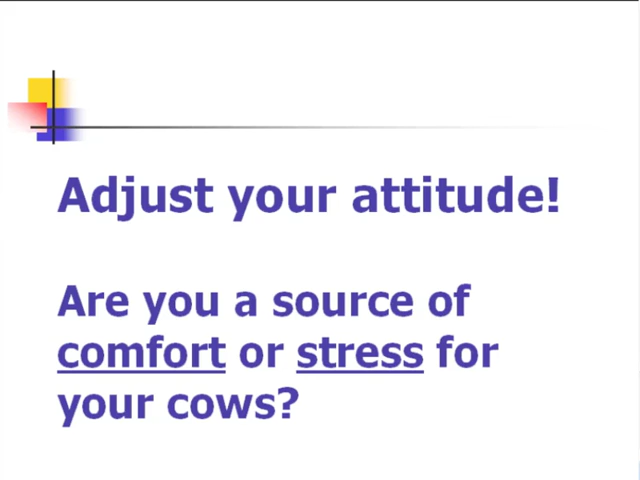 Adjust your attitude!
Are you a source of
comfort or stress for
your cows?